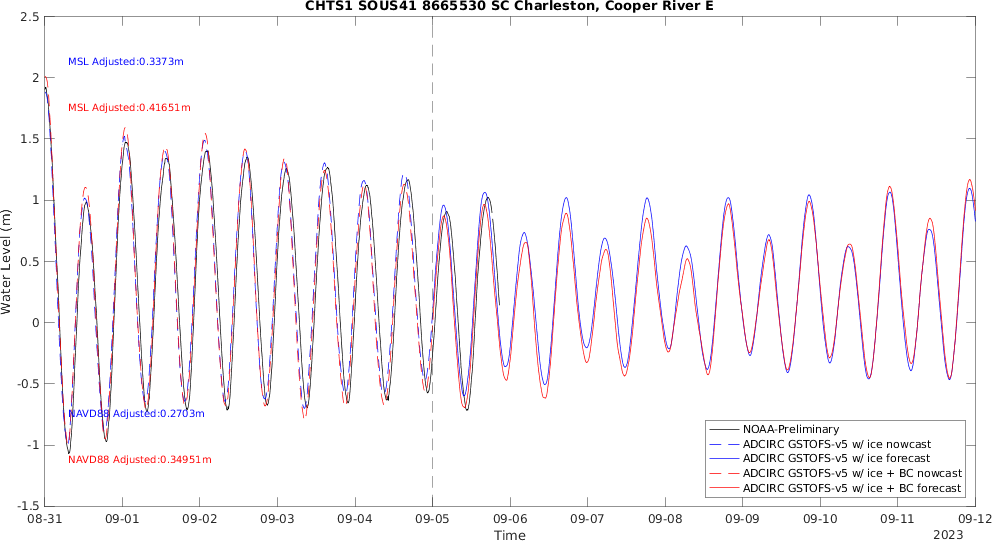 CHTS1 SOUS41 8665530 SC Charleston, Cooper River E
2.5
2
1.5
1
0.5
0
-0.5
-1
-1.5
Water Level (m)
MSL Adjusted:0.3373m
MSL Adjusted:0.41651m
NAVD88 Adjusted:0.2703m
NAVD88 Adjusted:0.34951m
NOAA-Preliminary
ADCIRC GSTOFS-v5 w/ ice nowcast
ADCIRC GSTOFS-v5 w/ ice forecast
ADCIRC GSTOFS-v5 w/ ice + BC nowcast
ADCIRC GSTOFS-v5 w/ ice + BC forecast
08-31 09-01 09-02 09-03 09-04 09-05 09-06 09-07 09-08 09-09 09-10 09-11 09-12
Time
2023